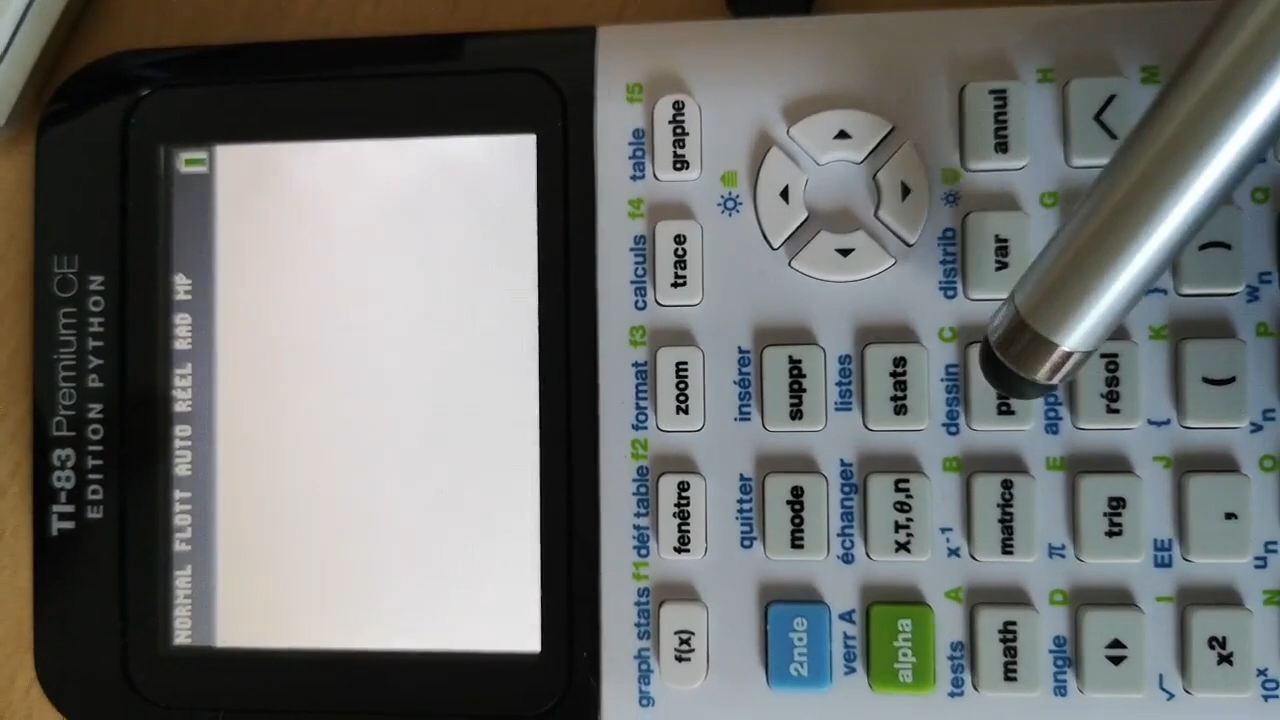 TI-83 Premium CE
EDITION PYTHON
NORMAL FLOTT AUTO RÉEL RAD MP
graph stats f1 déf table f2 format f3 calculs f4 table f5
f(x) fenêtre zoom trace graphe
quitter insérer
2nde mode suppr
verr A échanger listes
alpha X,T,θ,n stats
tests A x⁻¹ B dessin C distrib
math matrice var annul
angle D π E G H
trig résol
√ I EE J { K } M
x² , ( )
10ˣ N uₙ O vₙ P wₙ Q